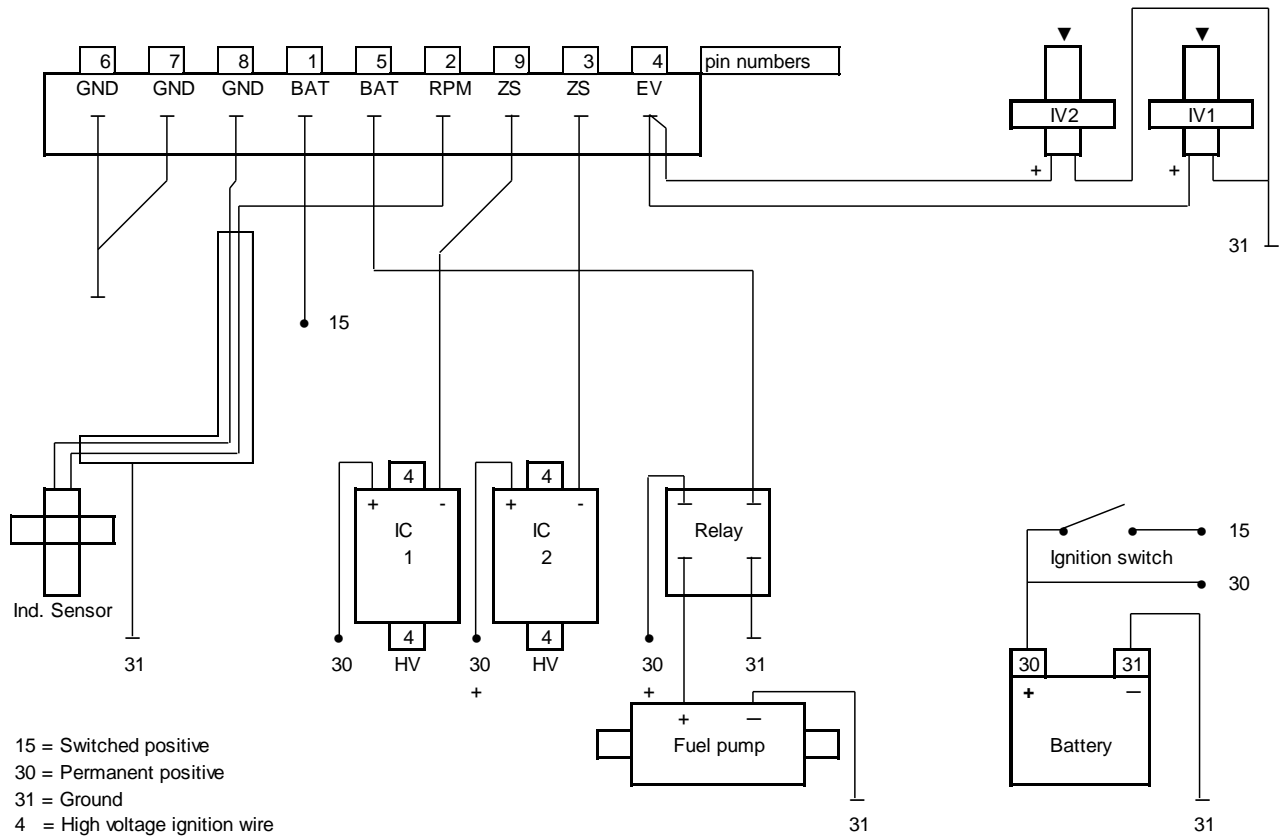 6 7 8 1 5 2 9 3 4 pin numbers
GND GND GND BAT BAT RPM ZS ZS EV
IV2 IV1
+ +
31
15
4 4
+ - + -
IC
1
IC
2
Relay
15
Ignition switch
30
Ind. Sensor
4 4
31 30 HV 30 HV 30 31
+ +
30 31
+ −
Battery
+ −
Fuel pump
15 = Switched positive
30 = Permanent positive
31 = Ground
4 = High voltage ignition wire
31 31